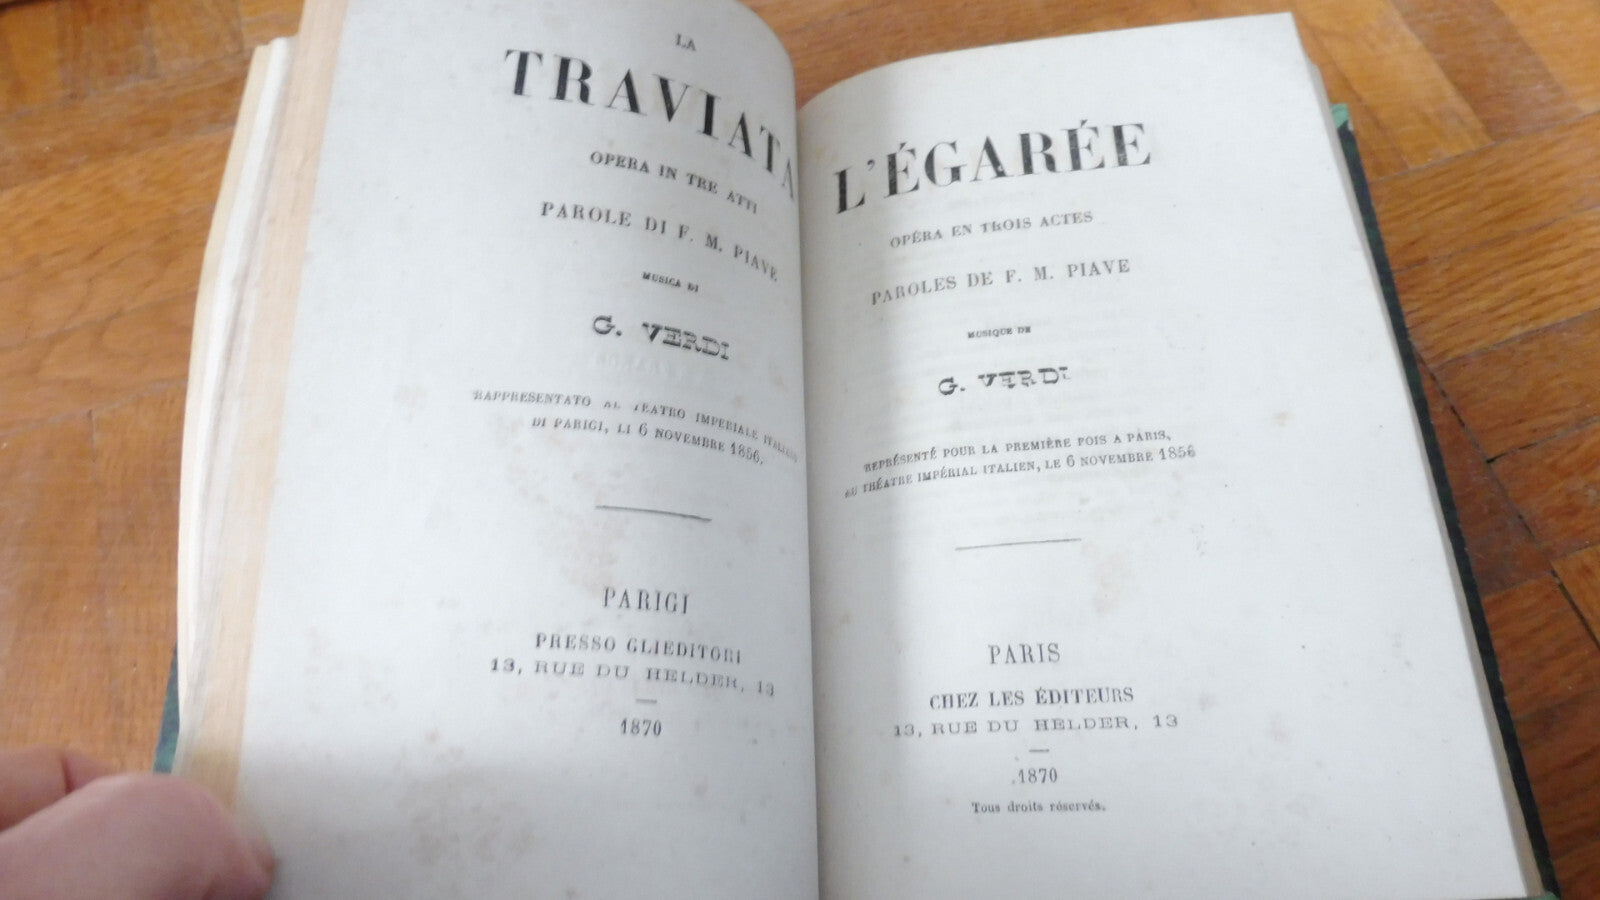 LA
TRAVIATA
OPERA IN TRE ATTI
PAROLE DI F. M. PIAVE
MUSICA DI
G. VERDI
RAPPRESENTATO AL TEATRO IMPERIALE ITALIANO
DI PARIGI, LI 6 NOVEMBRE 1856.
PARIGI
PRESSO GLIEDITORI
13, RUE DU HELDER, 13
1870
L'ÉGARÉE
OPÉRA EN TROIS ACTES
PAROLES DE F. M. PIAVE
MUSIQUE DE
G. VERDI
REPRÉSENTÉ POUR LA PREMIÈRE FOIS A PARIS,
AU THÉATRE IMPÉRIAL ITALIEN, LE 6 NOVEMBRE 1856
PARIS
CHEZ LES ÉDITEURS
13, RUE DU HELDER, 13
1870
Tous droits réservés.